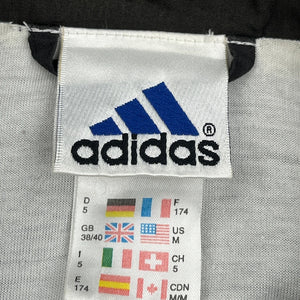 adidas®
D F
5 174
GB US
38/40 M
I CH
5 5
E CDN
174 M/M